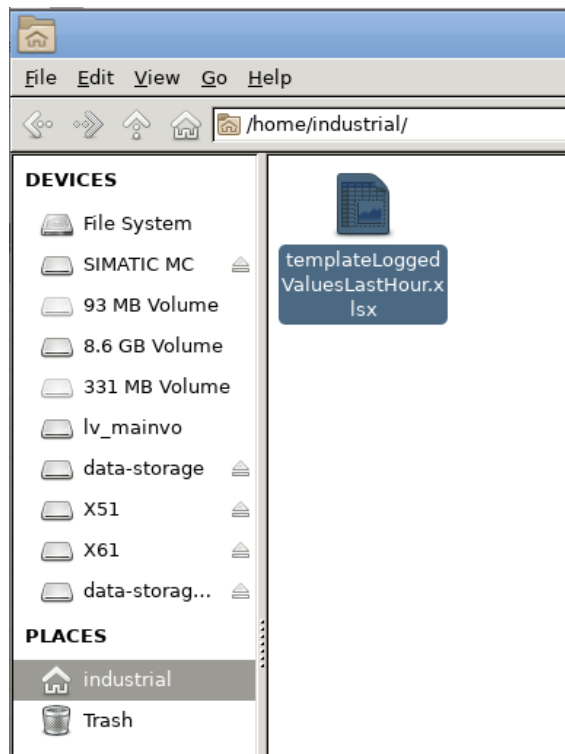 File Edit View Go Help
/home/industrial/
DEVICES
File System
SIMATIC MC
93 MB Volume
8.6 GB Volume
331 MB Volume
lv_mainvo
data-storage
X51
X61
data-storag...
PLACES
industrial
Trash
templateLogged
ValuesLastHour.x
lsx